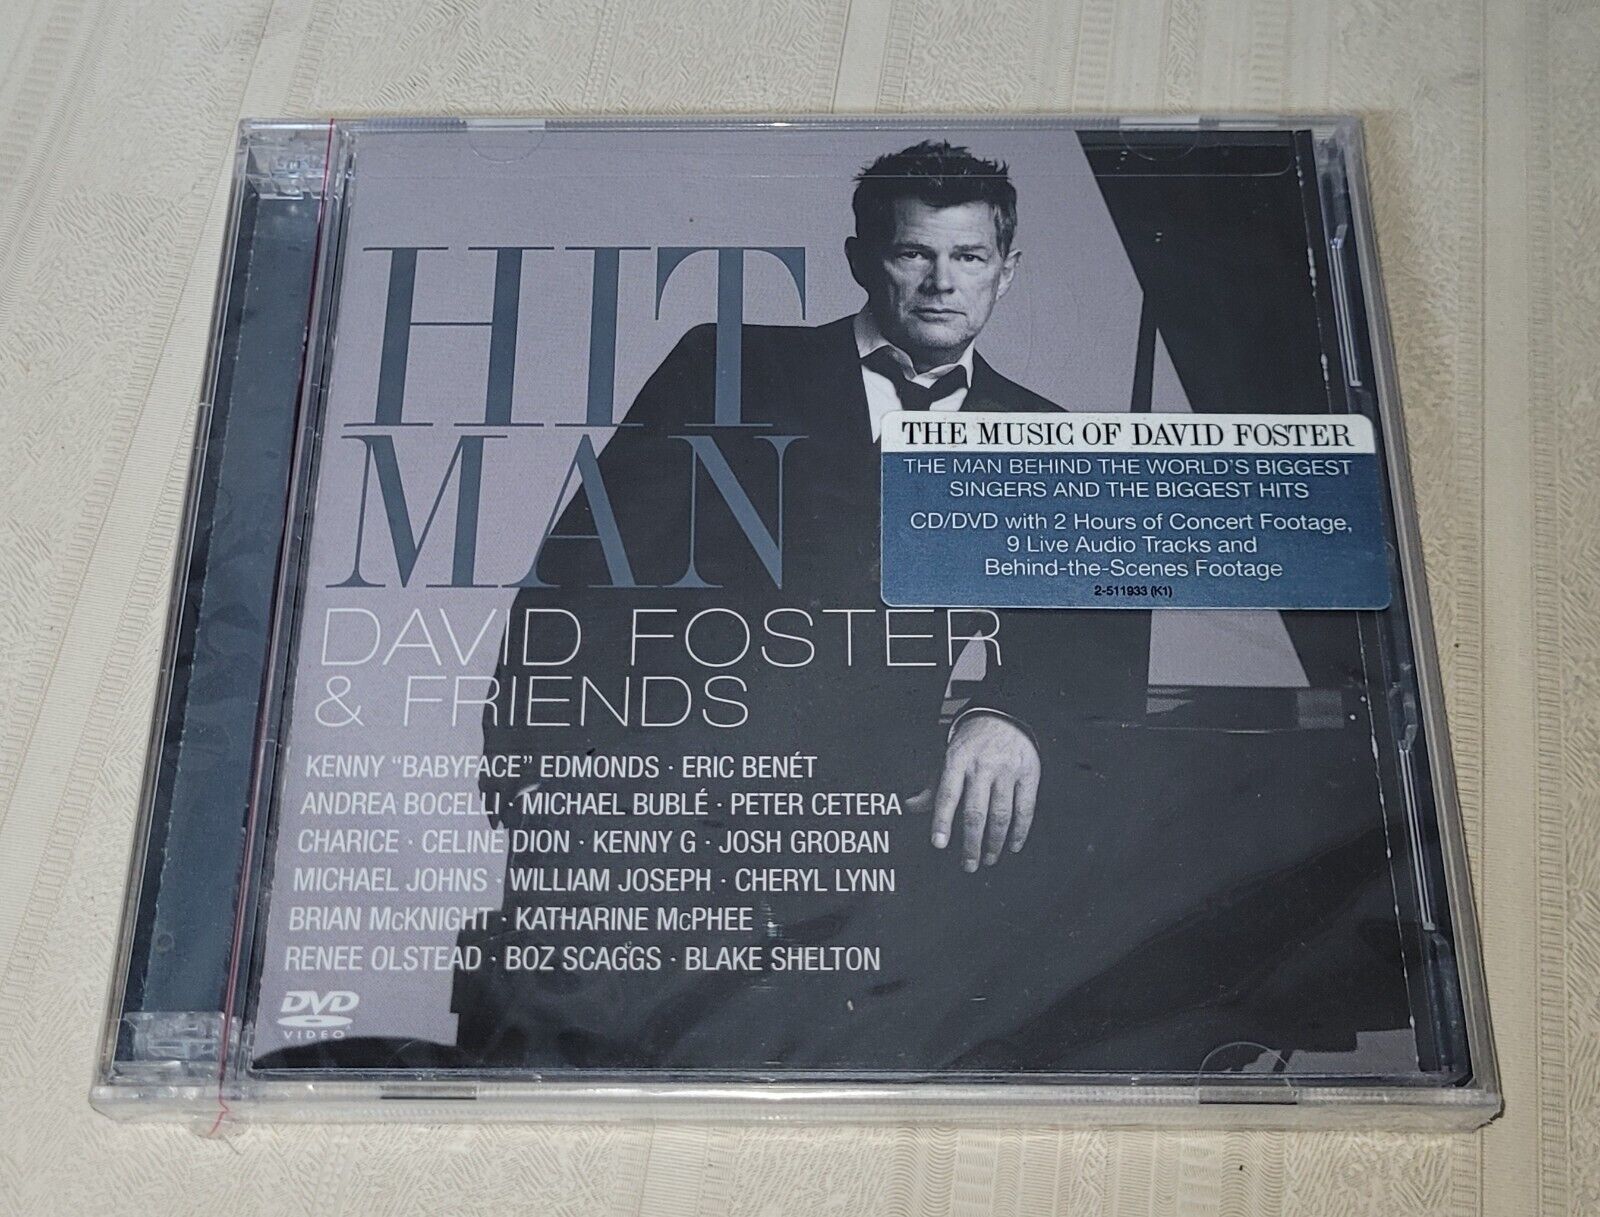 HIT
MAN
DAVID FOSTER
& FRIENDS
KENNY “BABYFACE” EDMONDS · ERIC BENÉT
ANDREA BOCELLI · MICHAEL BUBLÉ · PETER CETERA
CHARICE · CELINE DION · KENNY G · JOSH GROBAN
MICHAEL JOHNS · WILLIAM JOSEPH · CHERYL LYNN
BRIAN McKNIGHT · KATHARINE McPHEE
RENEE OLSTEAD · BOZ SCAGGS · BLAKE SHELTON
DVD
VIDEO
THE MUSIC OF DAVID FOSTER
THE MAN BEHIND THE WORLD'S BIGGEST
SINGERS AND THE BIGGEST HITS
CD/DVD with 2 Hours of Concert Footage,
9 Live Audio Tracks and
Behind-the-Scenes Footage
2-511933 (K1)